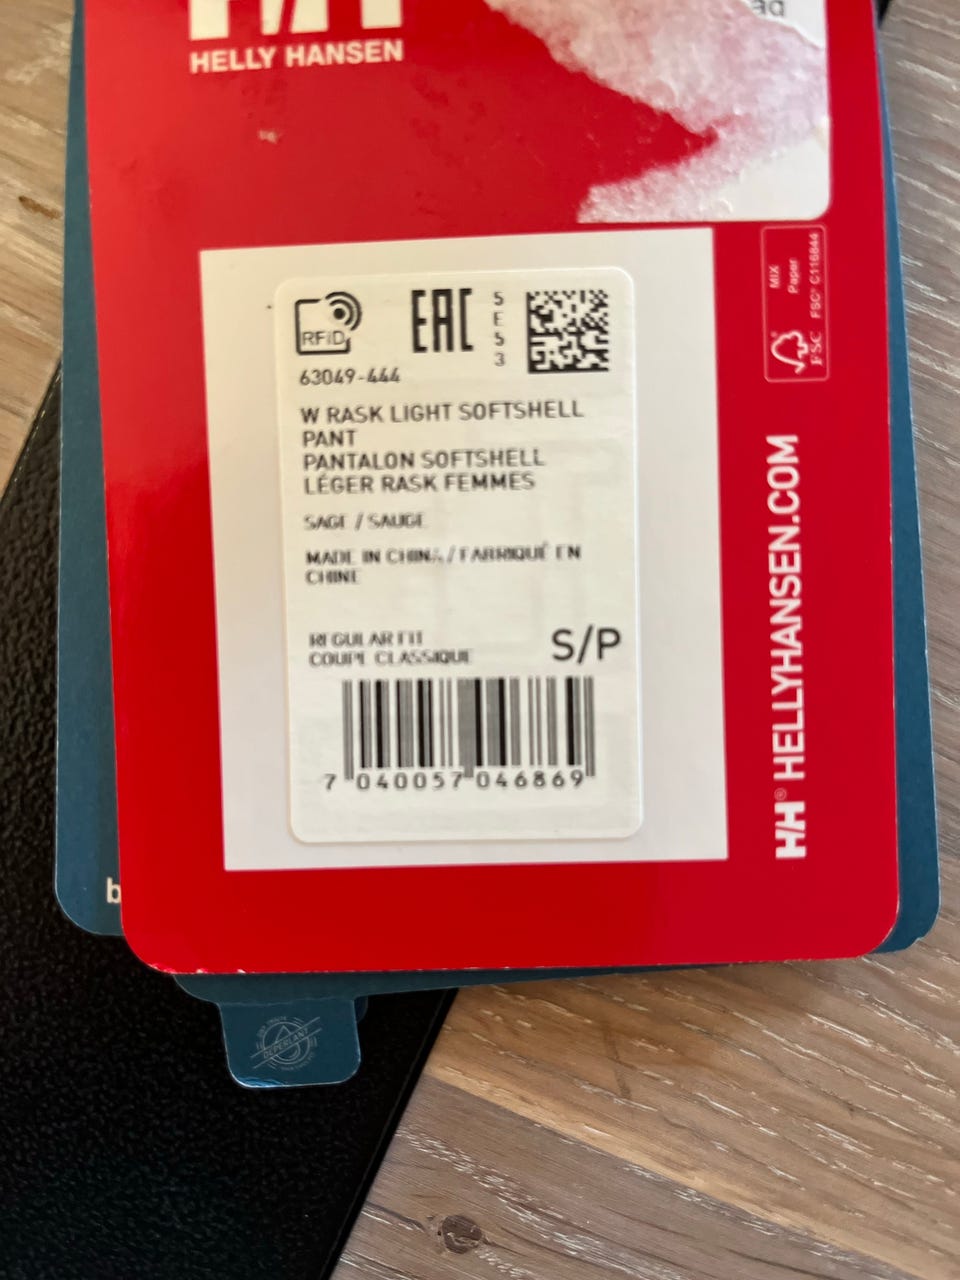 HELLY HANSEN
RFiD
EAC
5
E
5
3
63049-444
W RASK LIGHT SOFTSHELL
PANT
PANTALON SOFTSHELL
LÉGER RASK FEMMES
SAGE / SAUGE
MADE IN CHINA / FABRIQUÉ EN
CHINE
REGULAR FIT
COUPE CLASSIQUE
S/P
7 040057 046869
MIX
Paper
FSC® C116844
FSC
HH® HELLYHANSEN.COM
b
DEPERLANT